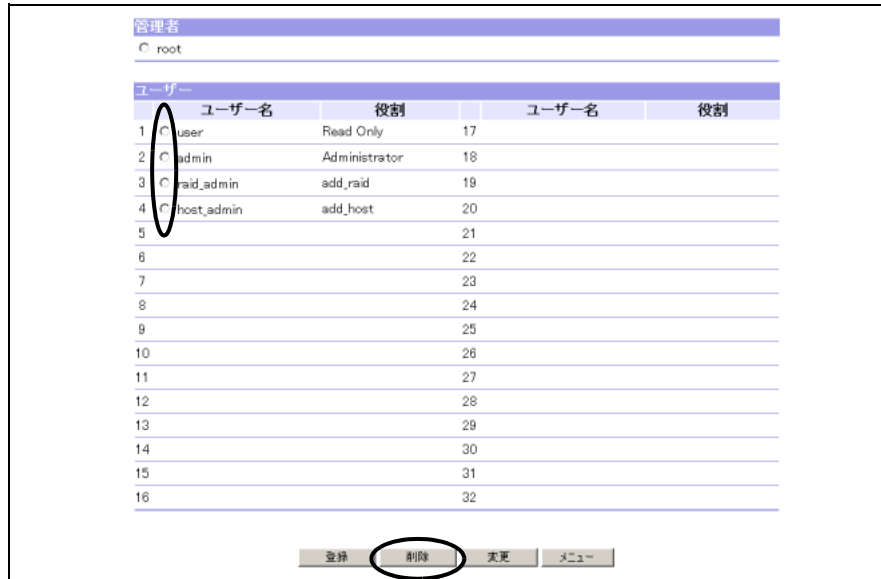 管理者
root
ユーザー
ユーザー名 役割 ユーザー名 役割
1 user Read Only 17
2 admin Administrator 18
3 raid_admin add_raid 19
4 host_admin add_host 20
5 21
6 22
7 23
8 24
9 25
10 26
11 27
12 28
13 29
14 30
15 31
16 32
登録 削除 変更 メニュー